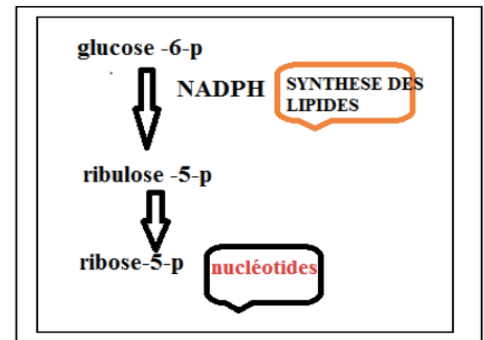 glucose -6-p
NADPH
SYNTHESE DES
LIPIDES
ribulose -5-p
ribose-5-p
nucléotides